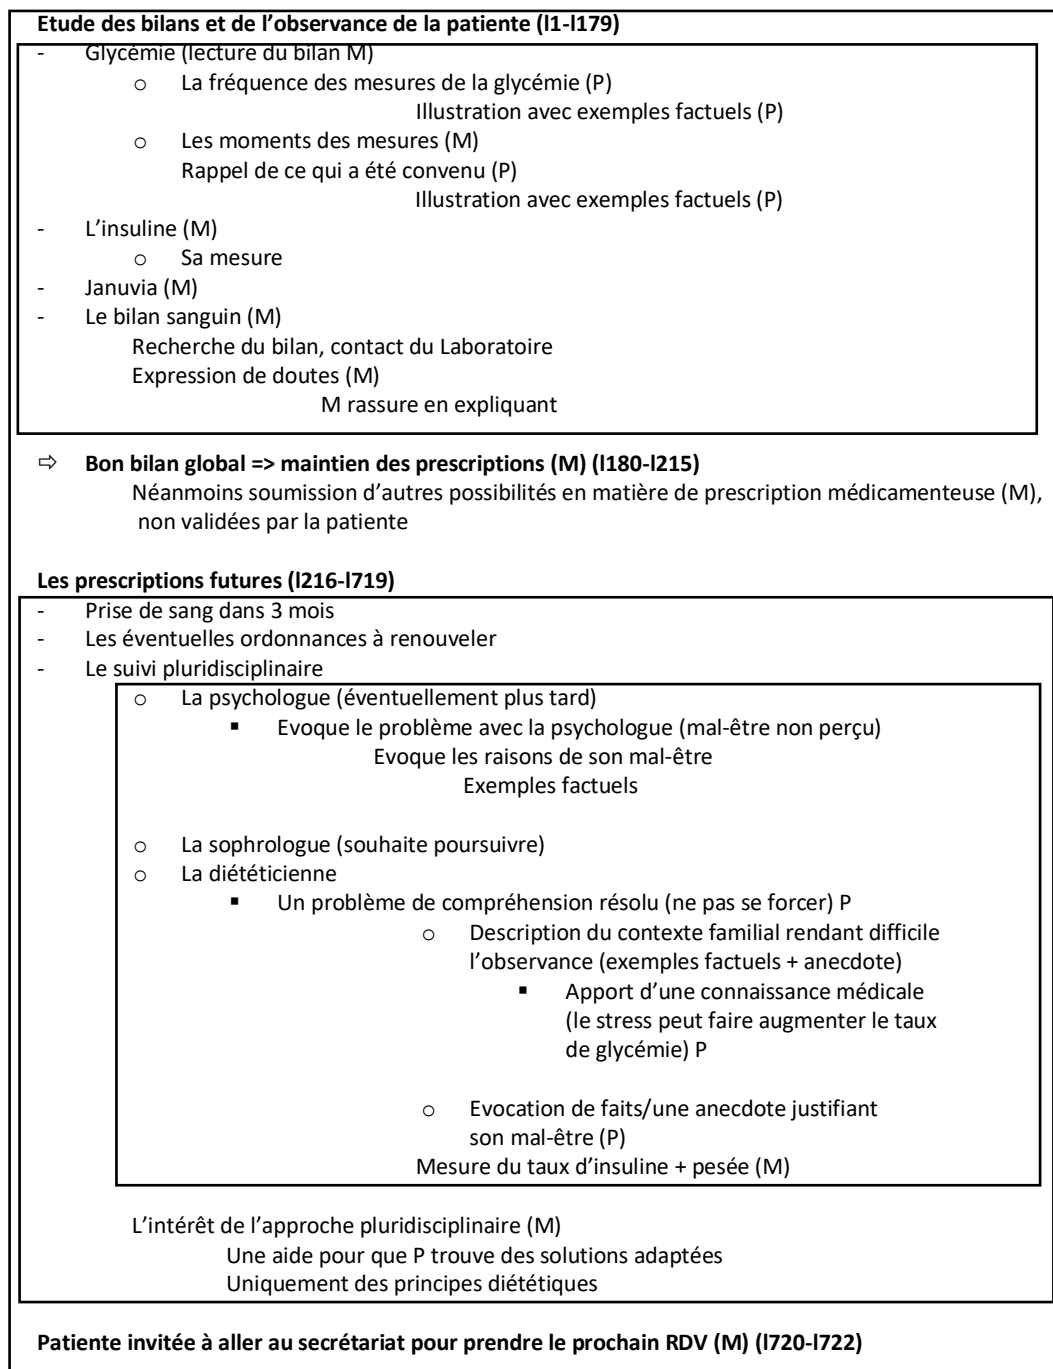 Etude des bilans et de l'observance de la patiente (l1-l179)
- Glycémie (lecture du bilan M)
o La fréquence des mesures de la glycémie (P)
Illustration avec exemples factuels (P)
o Les moments des mesures (M)
Rappel de ce qui a été convenu (P)
Illustration avec exemples factuels (P)
- L'insuline (M)
o Sa mesure
- Januvia (M)
- Le bilan sanguin (M)
Recherche du bilan, contact du Laboratoire
Expression de doutes (M)
M rassure en expliquant
⇨ Bon bilan global => maintien des prescriptions (M) (l180-l215)
Néanmoins soumission d'autres possibilités en matière de prescription médicamenteuse (M),
non validées par la patiente
Les prescriptions futures (l216-l719)
- Prise de sang dans 3 mois
- Les éventuelles ordonnances à renouveler
- Le suivi pluridisciplinaire
o La psychologue (éventuellement plus tard)
▪ Evoque le problème avec la psychologue (mal-être non perçu)
Evoque les raisons de son mal-être
Exemples factuels
o La sophrologue (souhaite poursuivre)
o La diététicienne
▪ Un problème de compréhension résolu (ne pas se forcer) P
o Description du contexte familial rendant difficile
l'observance (exemples factuels + anecdote)
▪ Apport d'une connaissance médicale
(le stress peut faire augmenter le taux
de glycémie) P
o Evocation de faits/une anecdote justifiant
son mal-être (P)
Mesure du taux d'insuline + pesée (M)
L'intérêt de l'approche pluridisciplinaire (M)
Une aide pour que P trouve des solutions adaptées
Uniquement des principes diététiques
Patiente invitée à aller au secrétariat pour prendre le prochain RDV (M) (l720-l722)